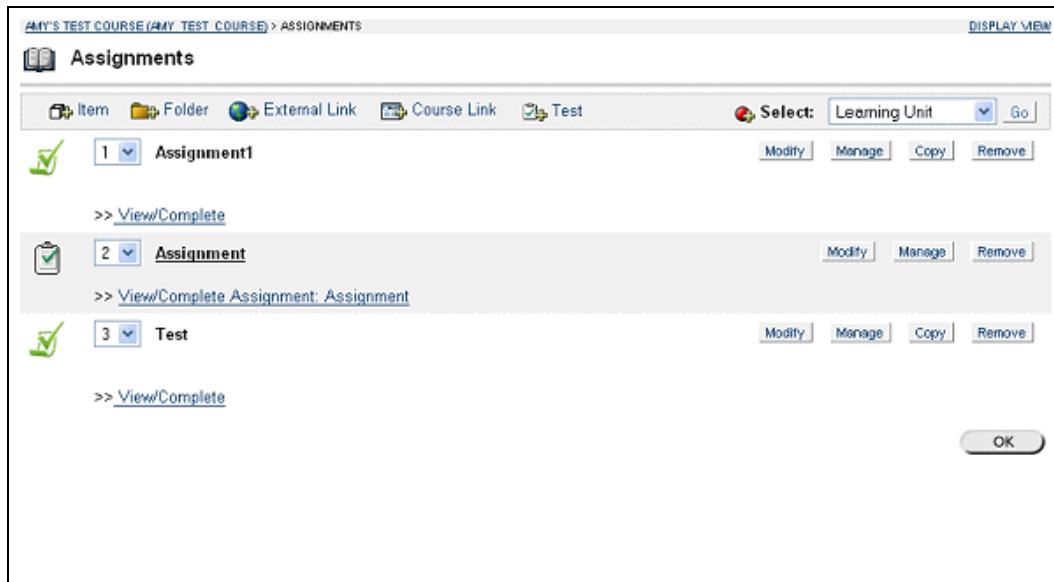 AMY'S TEST COURSE (AMY_TEST_COURSE) > ASSIGNMENTS DISPLAY VIEW
Assignments
Item Folder External Link Course Link Test Select: Learning Unit Go
1 Assignment1 Modify Manage Copy Remove
>> View/Complete
2 Assignment Modify Manage Remove
>> View/Complete Assignment: Assignment
3 Test Modify Manage Copy Remove
>> View/Complete
OK